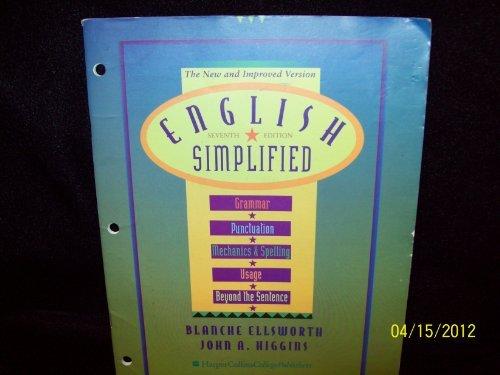 The New and Improved Version
ENGLISH
SEVENTH EDITION
SIMPLIFIED
Grammar
Punctuation
Mechanics & Spelling
Usage
Beyond the Sentence
BLANCHE ELLSWORTH
JOHN A. HIGGINS
HarperCollinsCollegePublishers
04/15/2012